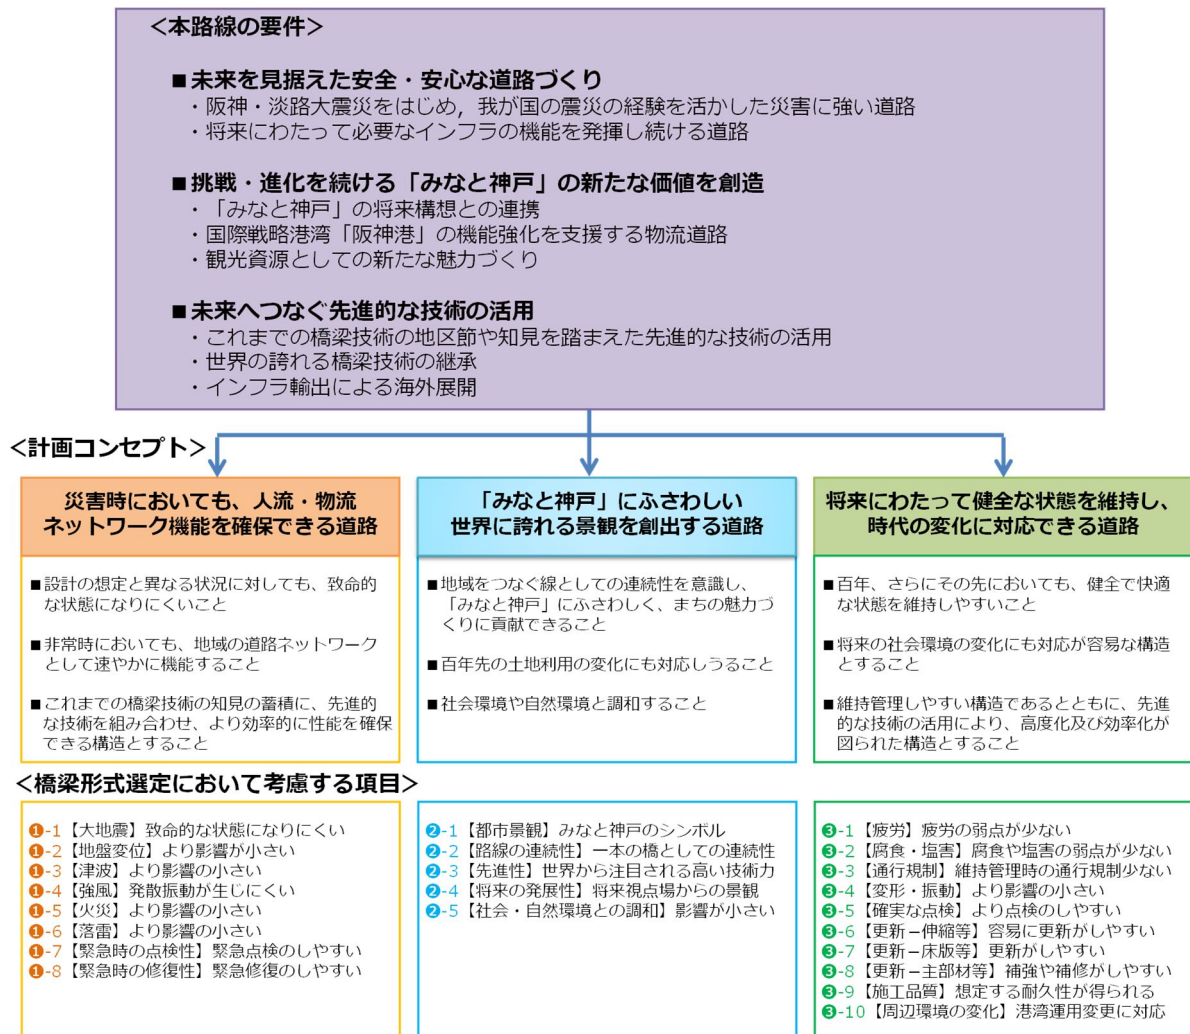 ＜本路線の要件＞
■未来を見据えた安全・安心な道路づくり
・阪神・淡路大震災をはじめ，我が国の震災の経験を活かした災害に強い道路
・将来にわたって必要なインフラの機能を発揮し続ける道路
■挑戦・進化を続ける「みなと神戸」の新たな価値を創造
・「みなと神戸」の将来構想との連携
・国際戦略港湾「阪神港」の機能強化を支援する物流道路
・観光資源としての新たな魅力づくり
■未来へつなぐ先進的な技術の活用
・これまでの橋梁技術の地区節や知見を踏まえた先進的な技術の活用
・世界の誇れる橋梁技術の継承
・インフラ輸出による海外展開
＜計画コンセプト＞
災害時においても、人流・物流
ネットワーク機能を確保できる道路
■設計の想定と異なる状況に対しても、致命的
な状態になりにくいこと
■非常時においても、地域の道路ネットワーク
として速やかに機能すること
■これまでの橋梁技術の知見の蓄積に、先進的
な技術を組み合わせ、より効率的に性能を確保
できる構造とすること
「みなと神戸」にふさわしい
世界に誇れる景観を創出する道路
■地域をつなぐ線としての連続性を意識し、
「みなと神戸」にふさわしく、まちの魅力づ
くりに貢献できること
■百年先の土地利用の変化にも対応しうること
■社会環境や自然環境と調和すること
将来にわたって健全な状態を維持し、
時代の変化に対応できる道路
■百年、さらにその先においても、健全で快適
な状態を維持しやすいこと
■将来の社会環境の変化にも対応が容易な構造
とすること
■維持管理しやすい構造であるとともに、先進
的な技術の活用により、高度化及び効率化が
図られた構造とすること
＜橋梁形式選定において考慮する項目＞
❶-1【大地震】致命的な状態になりにくい
❶-2【地盤変位】より影響が小さい
❶-3【津波】より影響の小さい
❶-4【強風】発散振動が生じにくい
❶-5【火災】より影響の小さい
❶-6【落雷】より影響の小さい
❶-7【緊急時の点検性】緊急点検のしやすい
❶-8【緊急時の修復性】緊急修復のしやすい
❷-1【都市景観】みなと神戸のシンボル
❷-2【路線の連続性】一本の橋としての連続性
❷-3【先進性】世界から注目される高い技術力
❷-4【将来の発展性】将来視点場からの景観
❷-5【社会・自然環境との調和】影響が小さい
❸-1【疲労】疲労の弱点が少ない
❸-2【腐食・塩害】腐食や塩害の弱点が少ない
❸-3【通行規制】維持管理時の通行規制少ない
❸-4【変形・振動】より影響の小さい
❸-5【確実な点検】より点検のしやすい
❸-6【更新－伸縮等】容易に更新がしやすい
❸-7【更新－床版等】更新がしやすい
❸-8【更新－主部材等】補強や補修がしやすい
❸-9【施工品質】想定する耐久性が得られる
❸-10【周辺環境の変化】港湾運用変更に対応